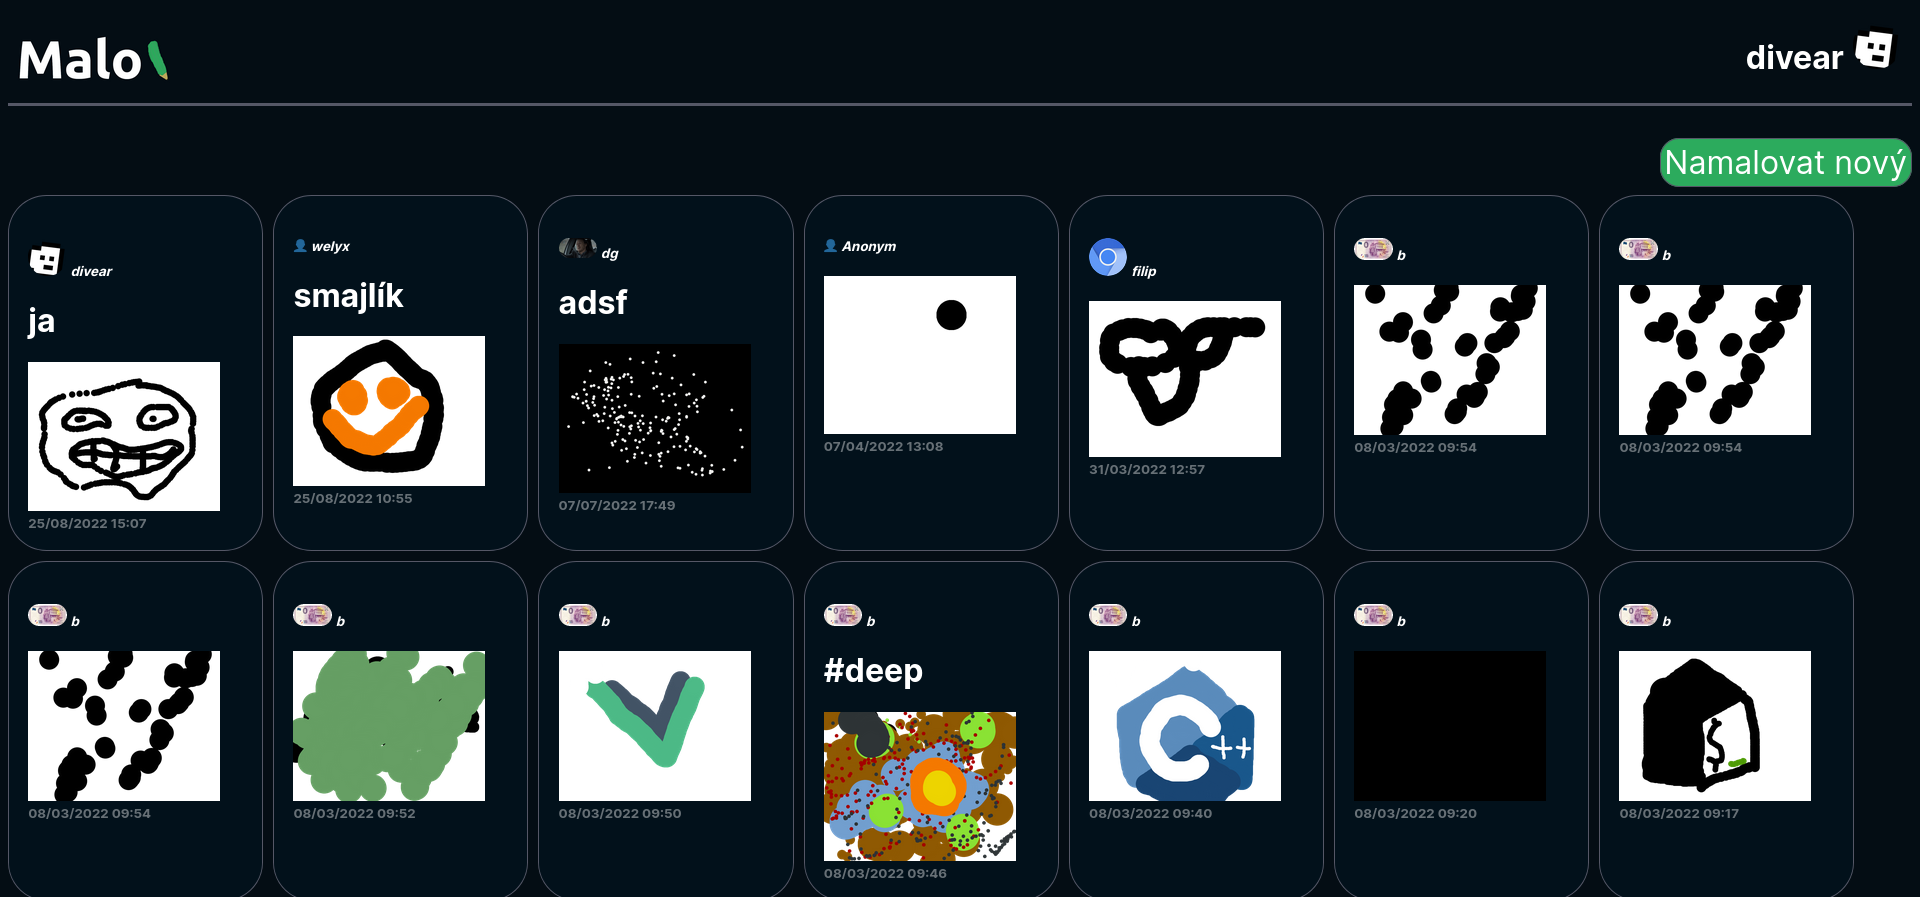 Malo
divear
Namalovat nový
divear
ja
25/08/2022 15:07
welyx
smajlík
25/08/2022 10:55
dg
adsf
07/07/2022 17:49
Anonym
07/04/2022 13:08
filip
31/03/2022 12:57
b
08/03/2022 09:54
b
08/03/2022 09:54
b
08/03/2022 09:54
b
08/03/2022 09:52
b
08/03/2022 09:50
b
#deep
08/03/2022 09:46
b
C++
08/03/2022 09:40
b
08/03/2022 09:20
b
$
08/03/2022 09:17